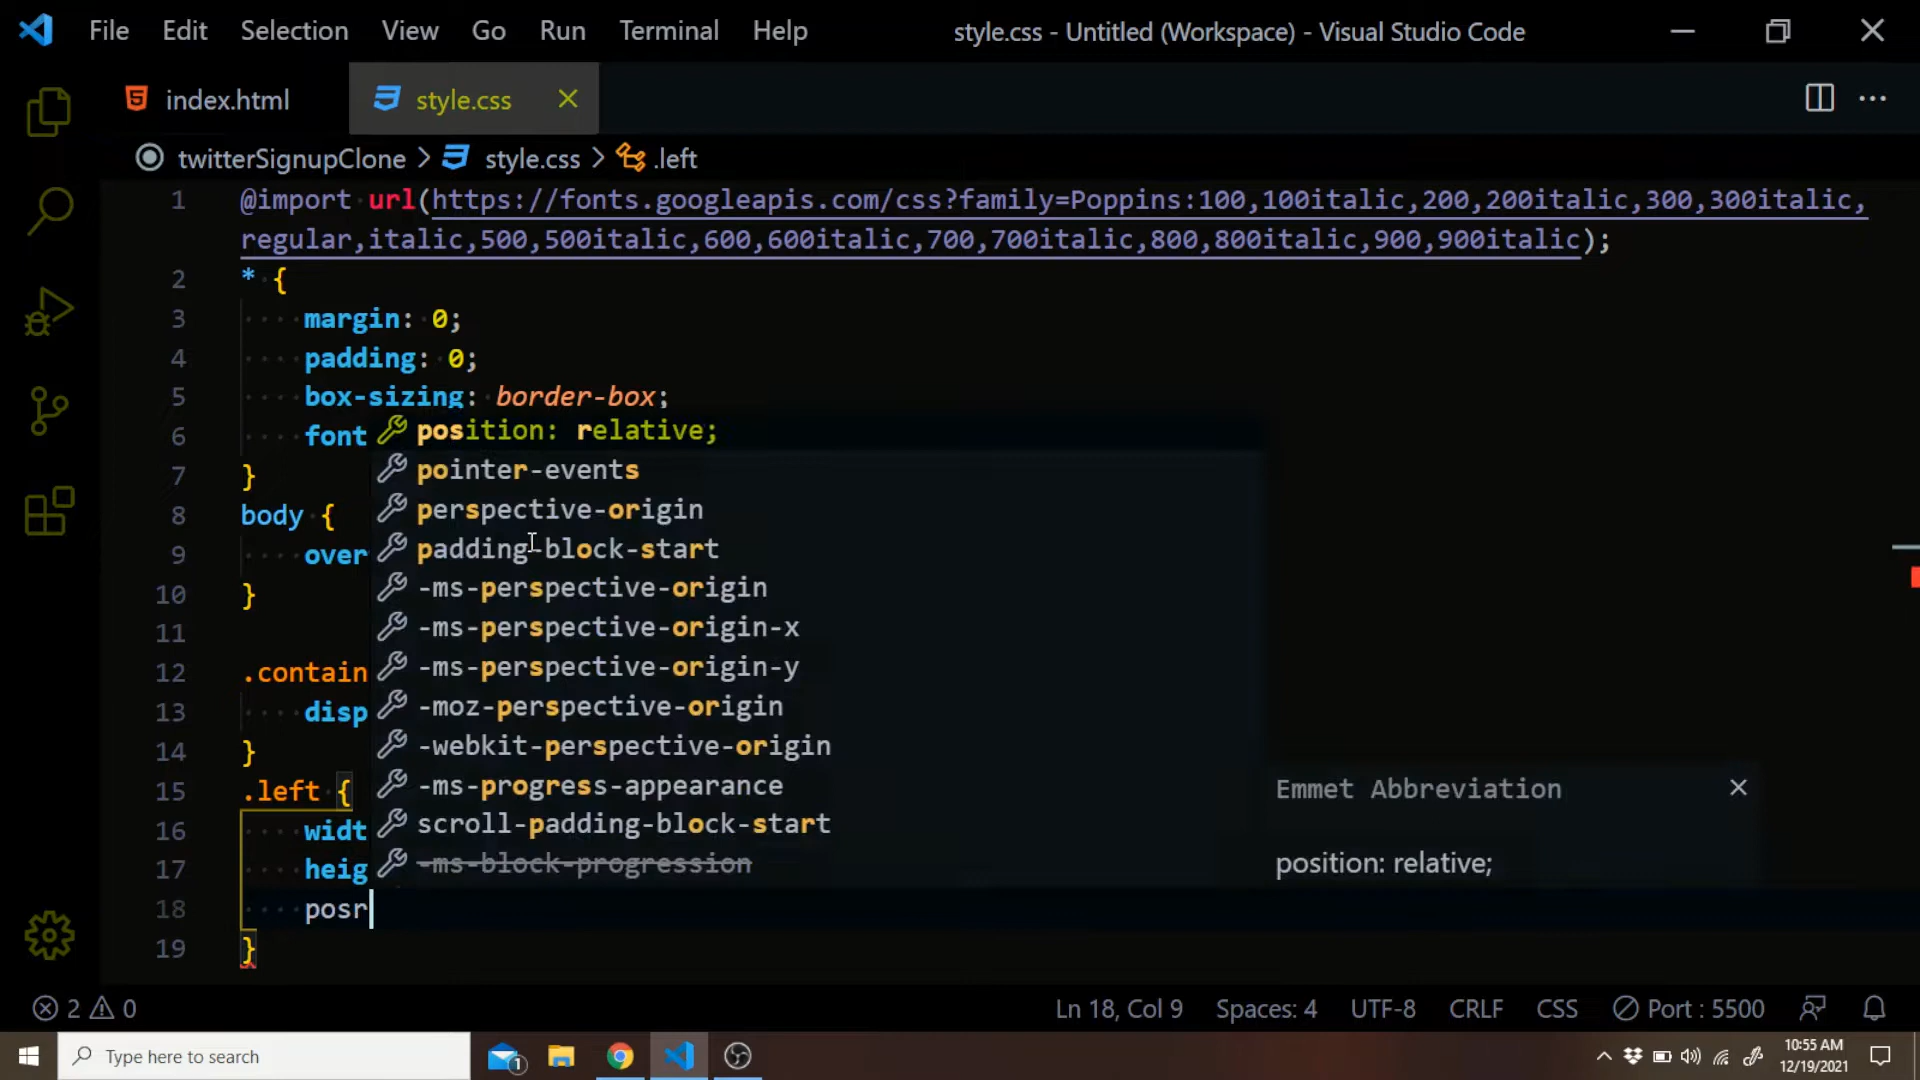 File Edit Selection View Go Run Terminal Help style.css - Untitled (Workspace) - Visual Studio Code
index.html style.css
twitterSignupClone > style.css > .left
1 @import url(https://fonts.googleapis.com/css?family=Poppins:100,100italic,200,200italic,300,300italic,
regular,italic,500,500italic,600,600italic,700,700italic,800,800italic,900,900italic);
2 * {
3 margin: 0;
4 padding: 0;
5 box-sizing: border-box;
6 font
position: relative;
7 }
pointer-events
8 body {
perspective-origin
9 over
padding-block-start
10 }
-ms-perspective-origin
11
-ms-perspective-origin-x
12 .contain
-ms-perspective-origin-y
13 disp
-moz-perspective-origin
14 }
-webkit-perspective-origin
15 .left {
-ms-progress-appearance
Emmet Abbreviation
16 widt
scroll-padding-block-start
17 heig
-ms-block-progression
position: relative;
18 posr
19 }
2 0 Ln 18, Col 9 Spaces: 4 UTF-8 CRLF CSS Port : 5500
Type here to search
1
10:55 AM
12/19/2021